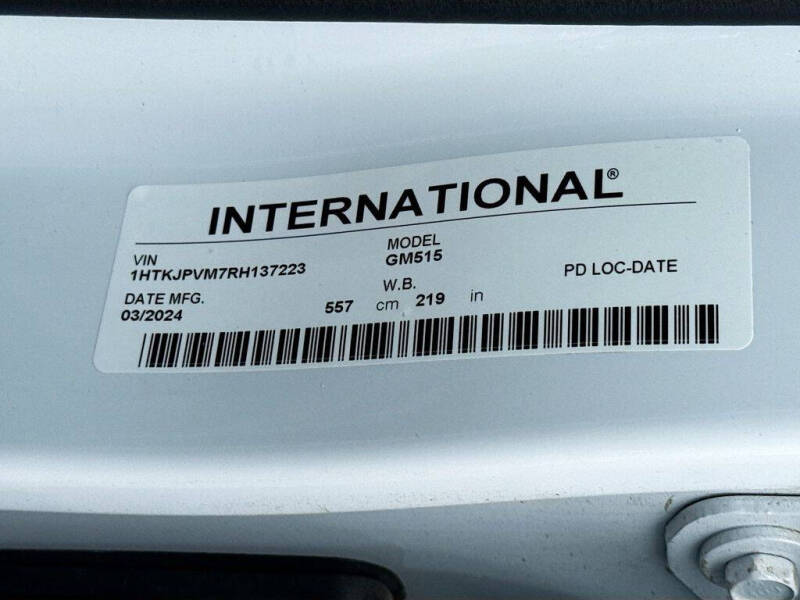 INTERNATIONAL®
VIN
1HTKJPVM7RH137223
MODEL
GM515
DATE MFG.
03/2024
W.B.
557 cm 219 in
PD LOC-DATE